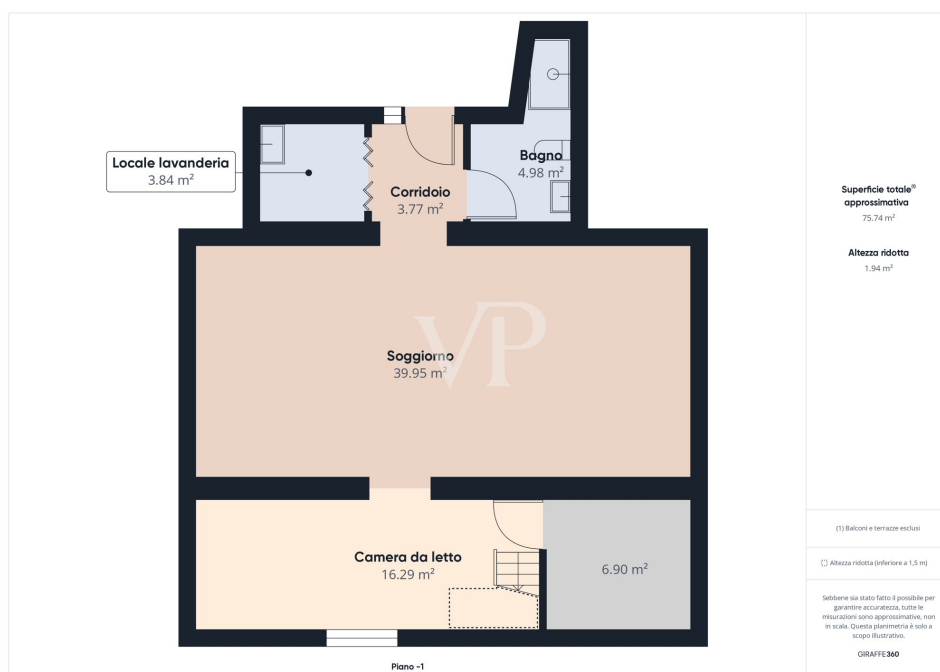 Locale lavanderia
3.84 m²
Corridoio
3.77 m²
Bagno
4.98 m²
Soggiorno
39.95 m²
VP
Camera da letto
16.29 m²
6.90 m²
Piano -1
Superficie totale⁽¹⁾
approssimativa
75.74 m²
Altezza ridotta
1.94 m²
(1) Balconi e terrazze esclusi
Altezza ridotta (inferiore a 1,5 m)
Sebbene sia stato fatto il possibile per
garantire accuratezza, tutte le
misurazioni sono approssimative, non
in scala. Questa planimetria è solo a
scopo illustrativo.
GIRAFFE360